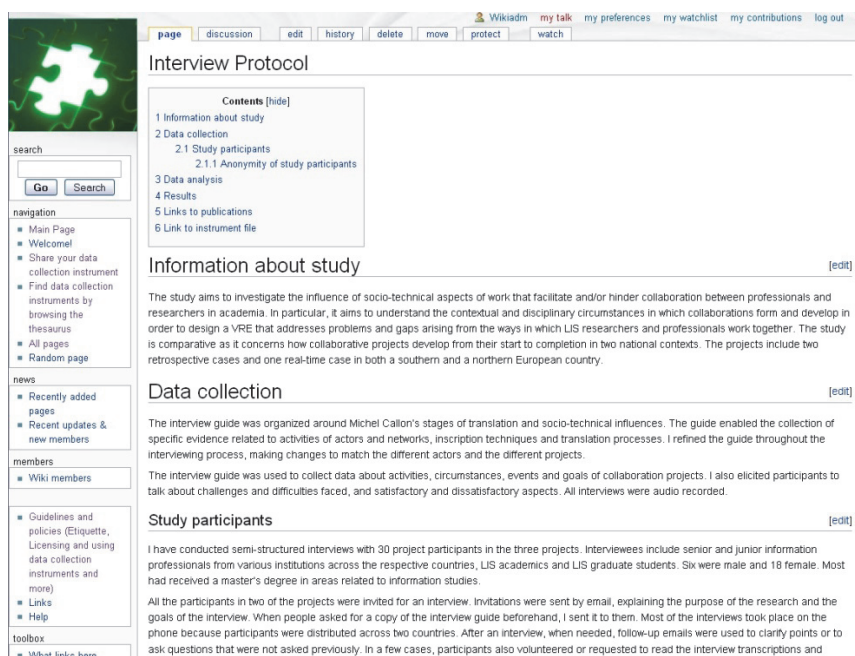 Wikiadm my talk my preferences my watchlist my contributions log out
page discussion edit history delete move protect watch
Interview Protocol
Contents [hide]
1 Information about study
2 Data collection
2.1 Study participants
2.1.1 Anonymity of study participants
3 Data analysis
4 Results
5 Links to publications
6 Link to instrument file
search
Go Search
navigation
Main Page
Welcome!
Share your data
collection instrument
Find data collection
instruments by
browsing the
thesaurus
All pages
Random page
news
Recently added
pages
Recent updates &
new members
members
Wiki members
Guidelines and
policies (Etiquette,
Licensing and using
data collection
instruments and
more)
Links
Help
toolbox
What links here
Information about study [edit]
The study aims to investigate the influence of socio-technical aspects of work that facilitate and/or hinder collaboration between professionals and
researchers in academia. In particular, it aims to understand the contextual and disciplinary circumstances in which collaborations form and develop in
order to design a VRE that addresses problems and gaps arising from the ways in which LIS researchers and professionals work together. The study
is comparative as it concerns how collaborative projects develop from their start to completion in two national contexts. The projects include two
retrospective cases and one real-time case in both a southern and a northern European country.
Data collection [edit]
The interview guide was organized around Michel Callon's stages of translation and socio-technical influences. The guide enabled the collection of
specific evidence related to activities of actors and networks, inscription techniques and translation processes. I refined the guide throughout the
interviewing process, making changes to match the different actors and the different projects.
The interview guide was used to collect data about activities, circumstances, events and goals of collaboration projects. I also elicited participants to
talk about challenges and difficulties faced, and satisfactory and dissatisfactory aspects. All interviews were audio recorded.
Study participants [edit]
I have conducted semi-structured interviews with 30 project participants in the three projects. Interviewees include senior and junior information
professionals from various institutions across the respective countries, LIS academics and LIS graduate students. Six were male and 18 female. Most
had received a master's degree in areas related to information studies.
All the participants in two of the projects were invited for an interview. Invitations were sent by email, explaining the purpose of the research and the
goals of the interview. When people asked for a copy of the interview guide beforehand, I sent it to them. Most of the interviews took place on the
phone because participants were distributed across two countries. After an interview, when needed, follow-up emails were used to clarify points or to
ask questions that were not asked previously. In a few cases, participants also volunteered or requested to read the interview transcriptions and